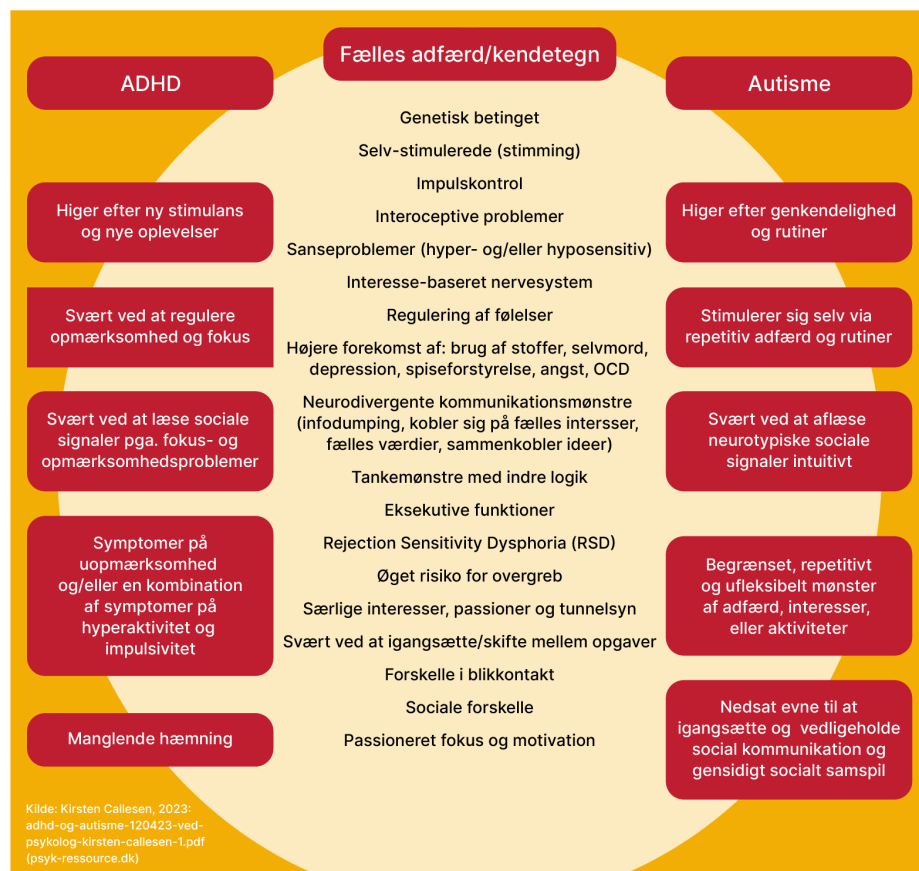 Fælles adfærd/kendetegn
ADHD
Autisme
Higer efter ny stimulans
og nye oplevelser
Svært ved at regulere
opmærksomhed og fokus
Svært ved at læse sociale
signaler pga. fokus- og
opmærksomhedsproblemer
Symptomer på
uopmærksomhed
og/eller en kombination
af symptomer på
hyperaktivitet og
impulsivitet
Manglende hæmning
Genetisk betinget
Selv-stimulerede (stimming)
Impulskontrol
Interoceptive problemer
Sanseproblemer (hyper- og/eller hyposensitiv)
Interesse-baseret nervesystem
Regulering af følelser
Højere forekomst af: brug af stoffer, selvmord,
depression, spiseforstyrelse, angst, OCD
Neurodivergente kommunikationsmønstre
(infodumping, kobler sig på fælles intersser,
fælles værdier, sammenkobler ideer)
Tankemønstre med indre logik
Eksekutive funktioner
Rejection Sensitivity Dysphoria (RSD)
Øget risiko for overgreb
Særlige interesser, passioner og tunnelsyn
Svært ved at igangsætte/skifte mellem opgaver
Forskelle i blikkontakt
Sociale forskelle
Passioneret fokus og motivation
Higer efter genkendelighed
og rutiner
Stimulerer sig selv via
repetitiv adfærd og rutiner
Svært ved at aflæse
neurotypiske sociale
signaler intuitivt
Begrænset, repetitivt
og ufleksibelt mønster
af adfærd, interesser,
eller aktiviteter
Nedsat evne til at
igangsætte og vedligeholde
social kommunikation og
gensidigt socialt samspil
Kilde: Kirsten Callesen, 2023:
adhd-og-autisme-120423-ved-
psykolog-kirsten-callesen-1.pdf
(psyk-ressource.dk)